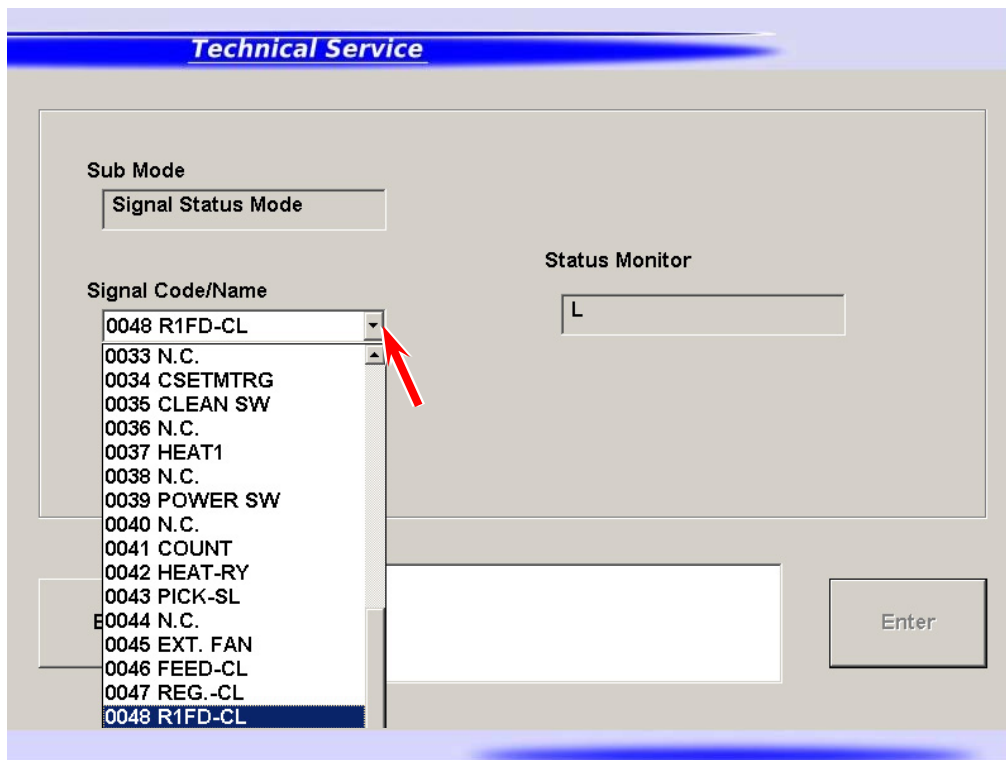 Technical Service
Sub Mode
Signal Status Mode
Status Monitor
L
Signal Code/Name
0048 R1FD-CL
0033 N.C.
0034 CSETMTRG
0035 CLEAN SW
0036 N.C.
0037 HEAT1
0038 N.C.
0039 POWER SW
0040 N.C.
0041 COUNT
0042 HEAT-RY
0043 PICK-SL
0044 N.C.
0045 EXT. FAN
0046 FEED-CL
0047 REG.-CL
0048 R1FD-CL
Enter